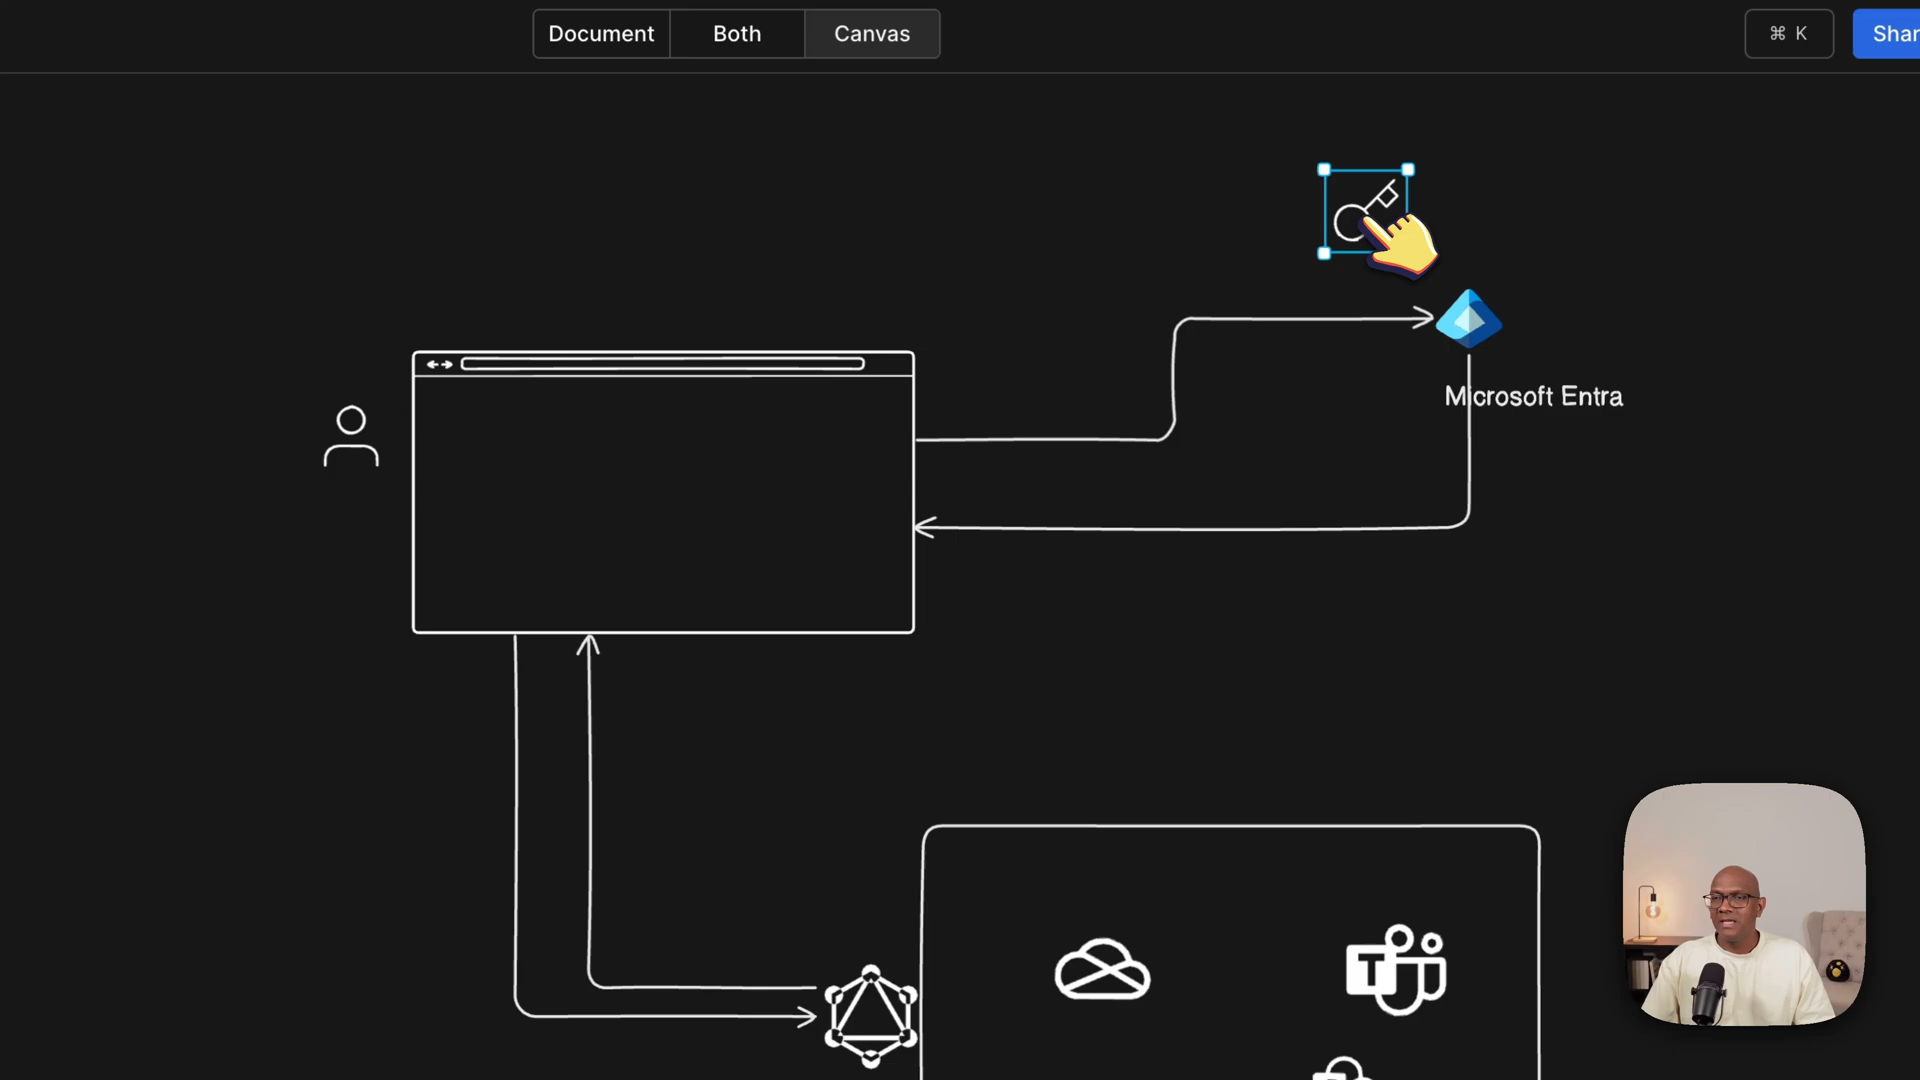 Document
Both
Canvas
⌘ K
Shar
Microsoft Entra
T